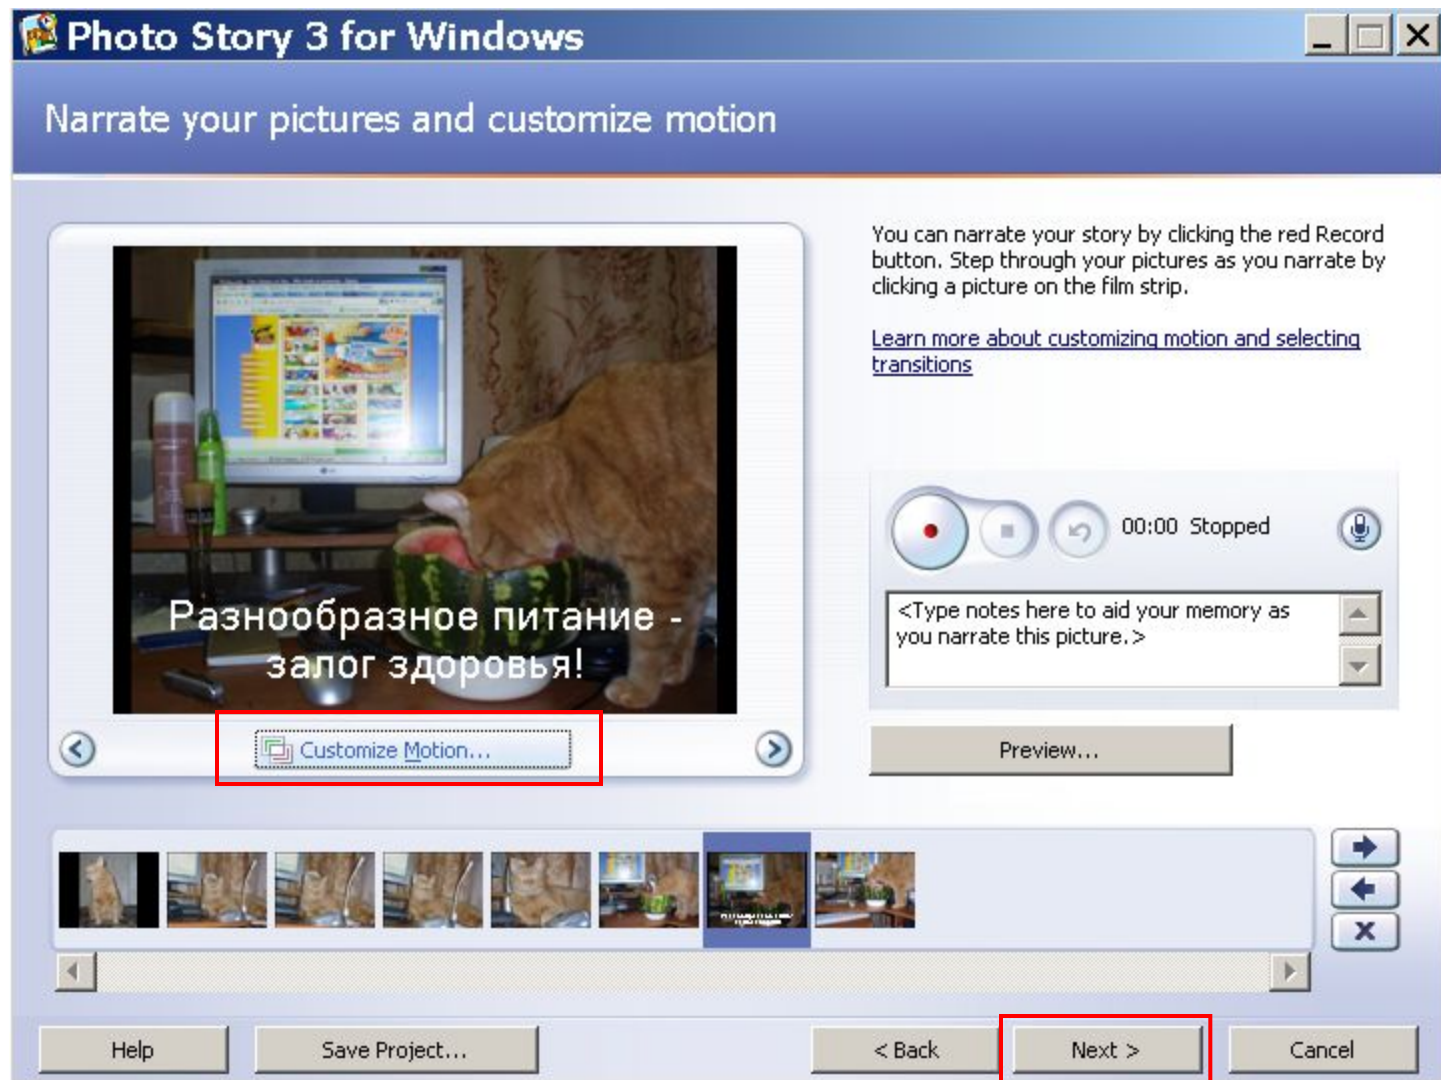 Photo Story 3 for Windows
Narrate your pictures and customize motion
You can narrate your story by clicking the red Record
button. Step through your pictures as you narrate by
clicking a picture on the film strip.
Learn more about customizing motion and selecting
transitions
Разнообразное питание -
залог здоровья!
00:00 Stopped
<Type notes here to aid your memory as
you narrate this picture.>
Customize Motion...
Preview...
Help
Save Project...
< Back
Next >
Cancel